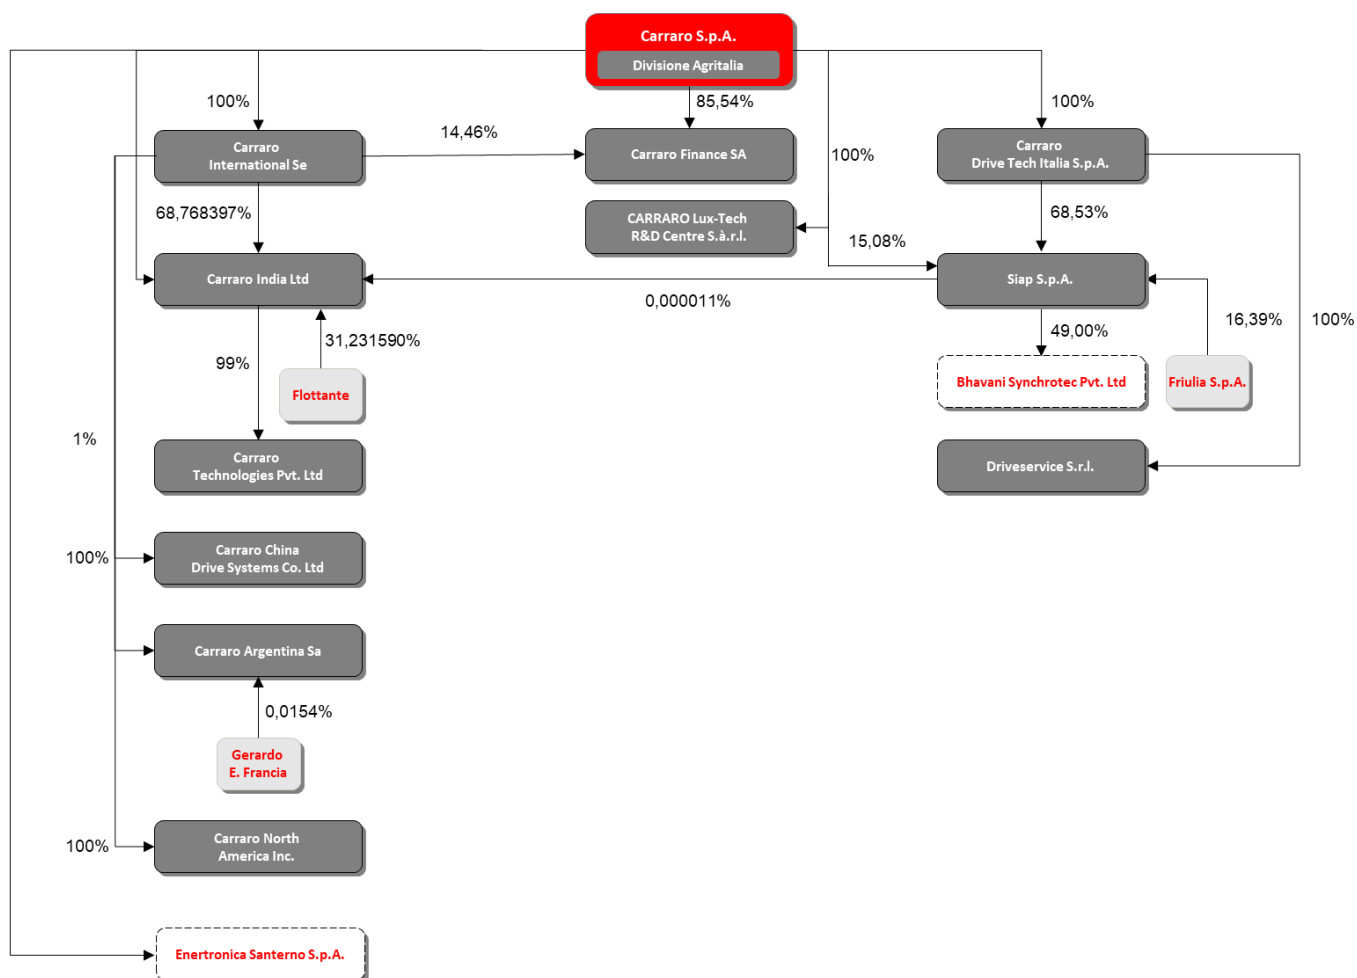 Carraro S.p.A.
Divisione Agritalia
100%
85,54%
100%
14,46%
Carraro
International Se
Carraro Finance SA
100%
Carraro
Drive Tech Italia S.p.A.
68,768397%
CARRARO Lux-Tech
R&D Centre S.à.r.l.
68,53%
15,08%
Carraro India Ltd
Siap S.p.A.
0,000011%
31,231590%
16,39%
100%
49,00%
99%
Flottante
Bhavani Synchrotec Pvt. Ltd
Friulia S.p.A.
1%
Carraro
Technologies Pvt. Ltd
Driveservice S.r.l.
100%
Carraro China
Drive Systems Co. Ltd
Carraro Argentina Sa
0,0154%
Gerardo
E. Francia
100%
Carraro North
America Inc.
Enertronica Santerno S.p.A.